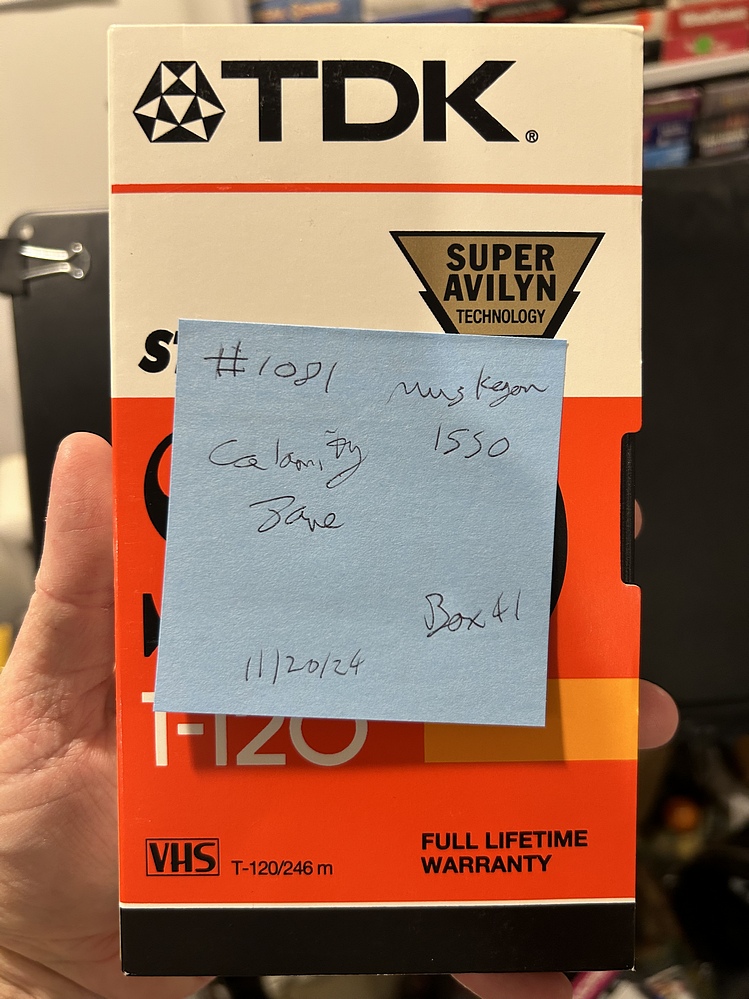 TDK®
SUPER
AVILYN
TECHNOLOGY
#1081
Muskegon
1550
Calamity
Jane
Box 41
11/20/24
T-120
VHS
T-120/246 m
FULL LIFETIME
WARRANTY